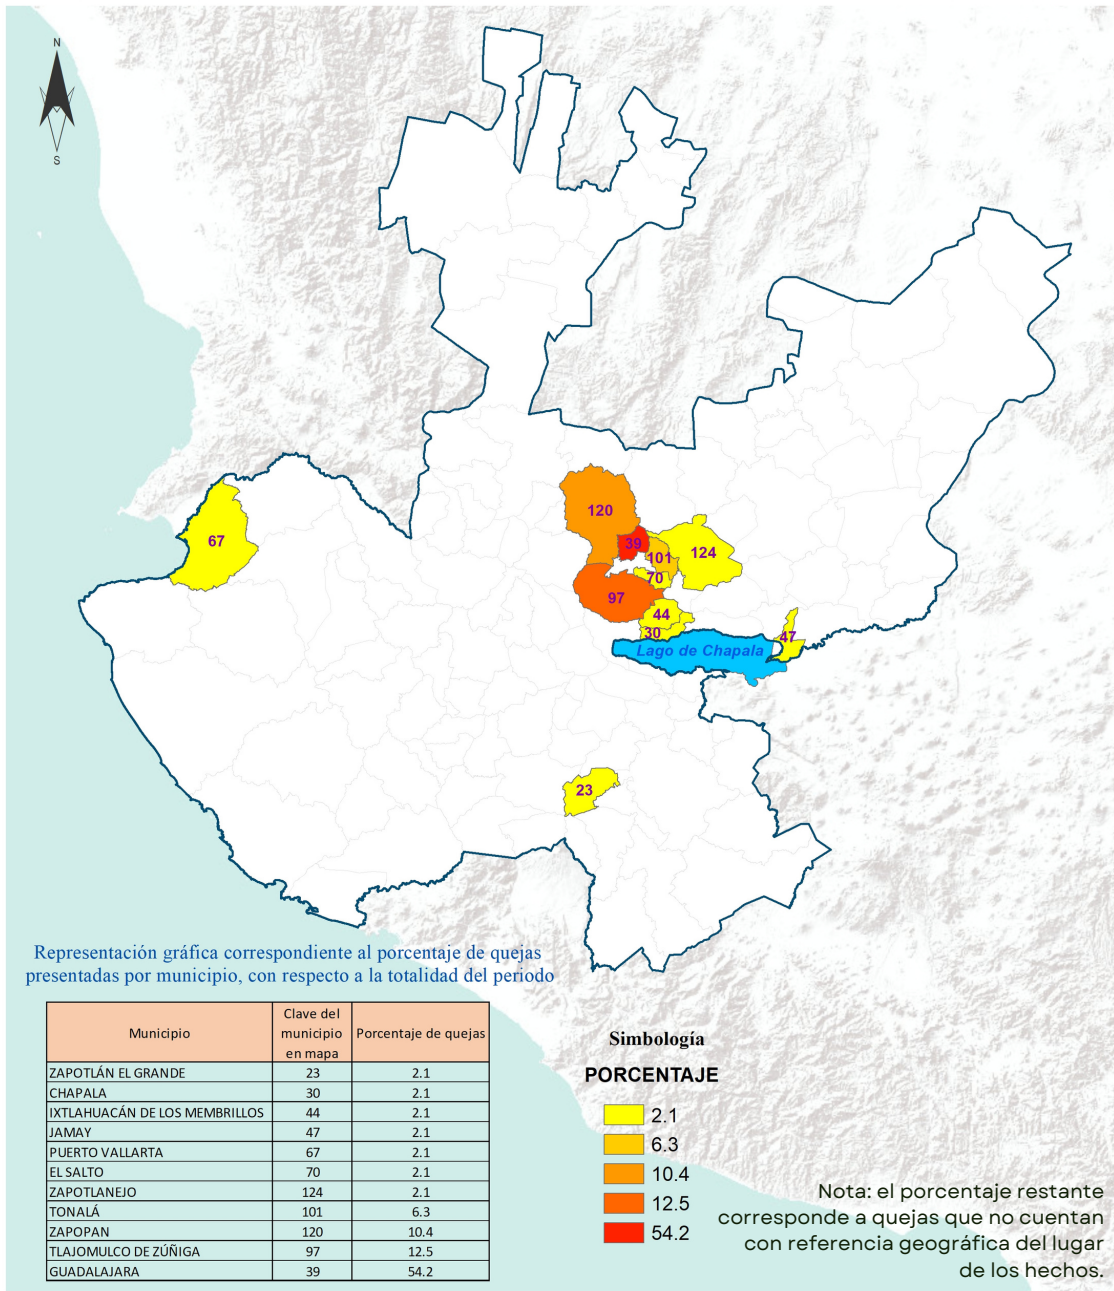 N
S
120
39
101
124
67
70
97
44
30
47
Lago de Chapala
23
Representación gráfica correspondiente al porcentaje de quejas
presentadas por municipio, con respecto a la totalidad del periodo
Municipio
Clave del
municipio
en mapa
Porcentaje de quejas
ZAPOTLÁN EL GRANDE 23 2.1
CHAPALA 30 2.1
IXTLAHUACÁN DE LOS MEMBRILLOS 44 2.1
JAMAY 47 2.1
PUERTO VALLARTA 67 2.1
EL SALTO 70 2.1
ZAPOTLANEJO 124 2.1
TONALÁ 101 6.3
ZAPOPAN 120 10.4
TLAJOMULCO DE ZÚÑIGA 97 12.5
GUADALAJARA 39 54.2
Simbología
PORCENTAJE
2.1
6.3
10.4
12.5
54.2
Nota: el porcentaje restante
corresponde a quejas que no cuentan
con referencia geográfica del lugar
de los hechos.